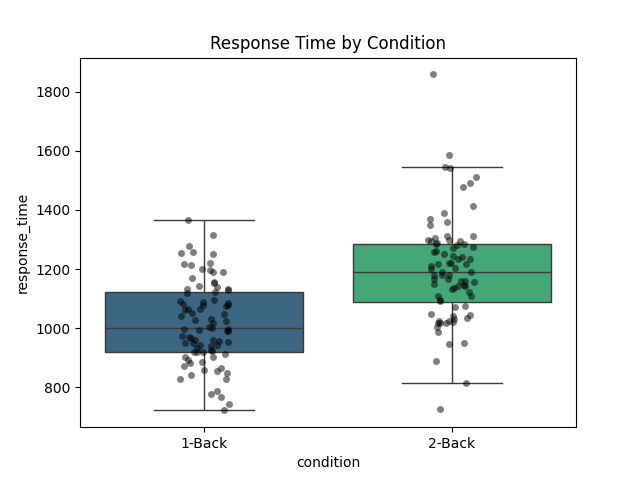 Response Time by Condition
response_time
1800
1600
1400
1200
1000
800
1-Back
2-Back
condition